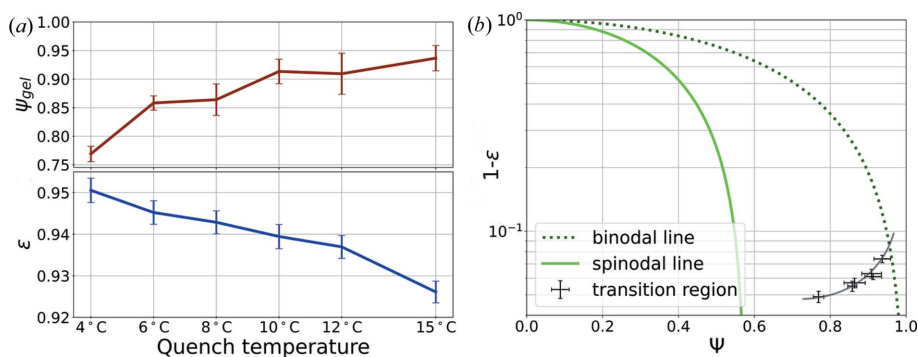 (a)
1.00
0.95
0.90
0.85
0.80
0.75
ψgel
0.95
0.94
0.93
0.92
ε
4°C 6°C 8°C 10°C 12°C 15°C
Quench temperature
(b)
10⁰
10⁻¹
1-ε
binodal line
spinodal line
transition region
0.0 0.2 0.4 0.6 0.8 1.0
Ψ